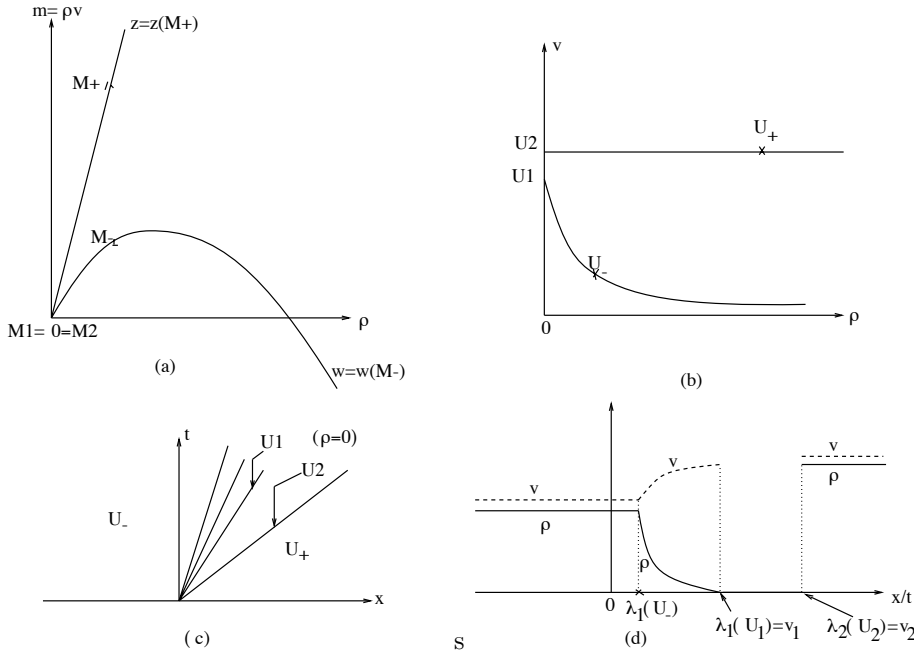 m= ρv
z=z(M+)
M+
M-
M1= 0=M2
ρ
w=w(M-)
(a)
v
U2
U1
U+
U-
0
ρ
(b)
t
U1
(ρ=0)
U2
U-
U+
x
( c)
v
ρ
v
ρ
v
ρ
0
λ1( U-)
λ1( U1)=v1
λ2( U2)=v2
x/t
(d)
S